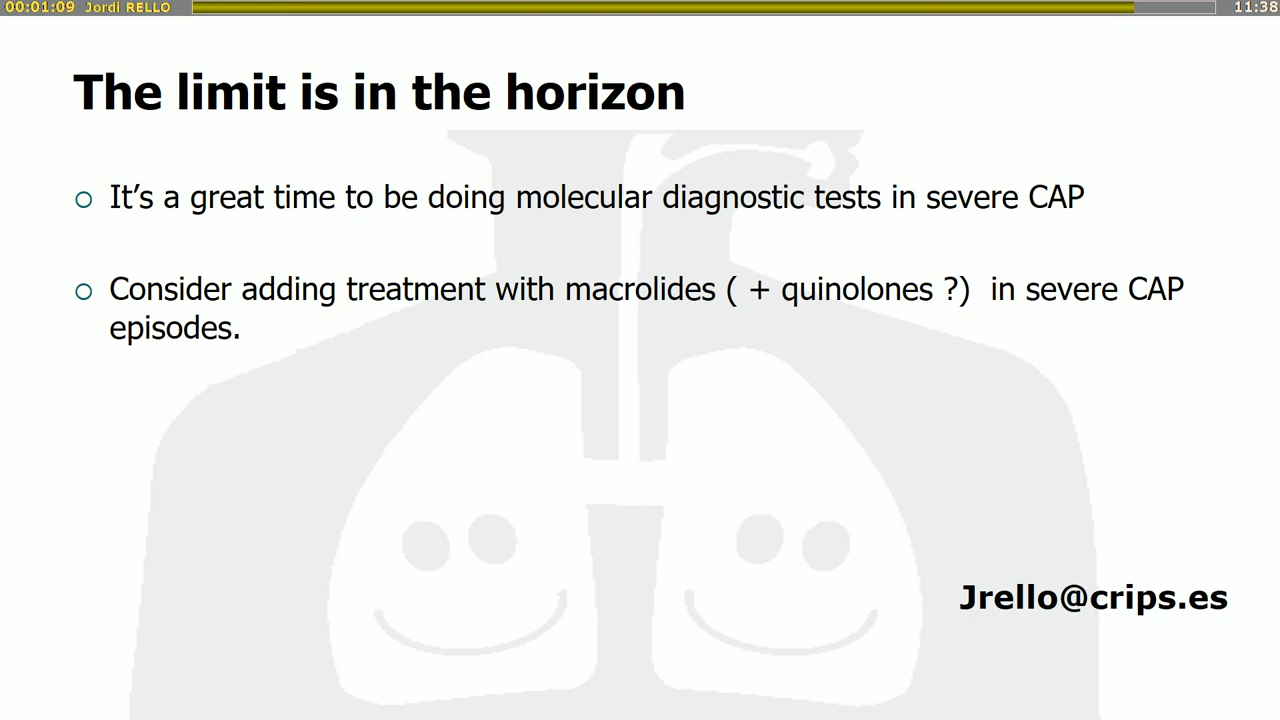 00:01:09 Jordi RELLO 11:38
The limit is in the horizon
It’s a great time to be doing molecular diagnostic tests in severe CAP
Consider adding treatment with macrolides ( + quinolones ?)  in severe CAP
episodes.
Jrello@crips.es